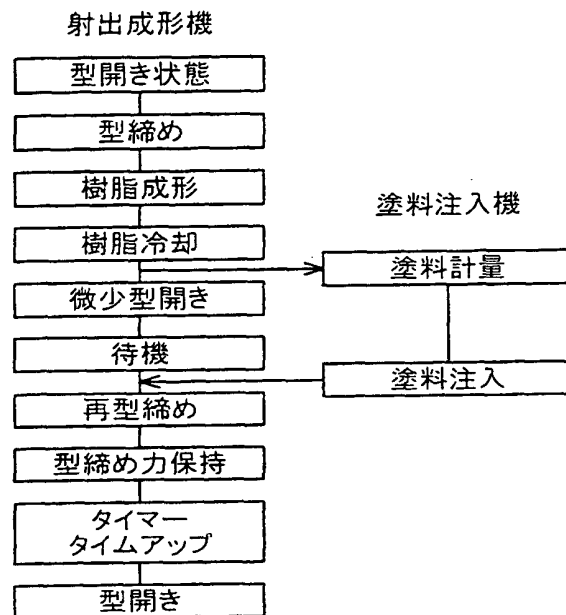 射出成形機
型開き状態
型締め
樹脂成形
樹脂冷却
微少型開き
待機
再型締め
型締め力保持
タイマー
タイムアップ
型開き
塗料注入機
塗料計量
塗料注入